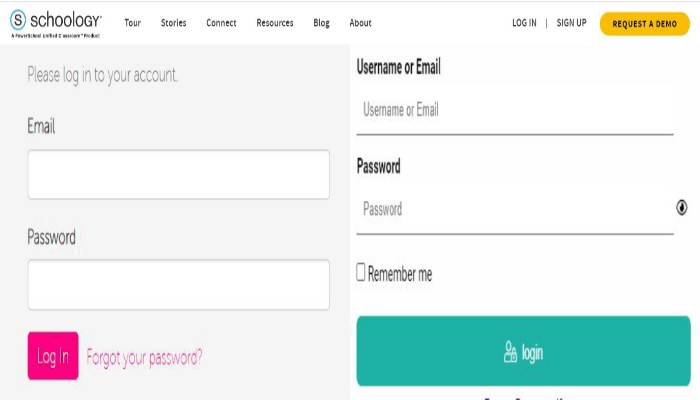 schoology
A PowerSchool Unified Classroom™ Product
Tour Stories Connect Resources Blog About
LOG IN | SIGN UP REQUEST A DEMO
Please log in to your account.
Email
Password
Log In Forgot your password?
Username or Email
Username or Email
Password
Password
Remember me
login